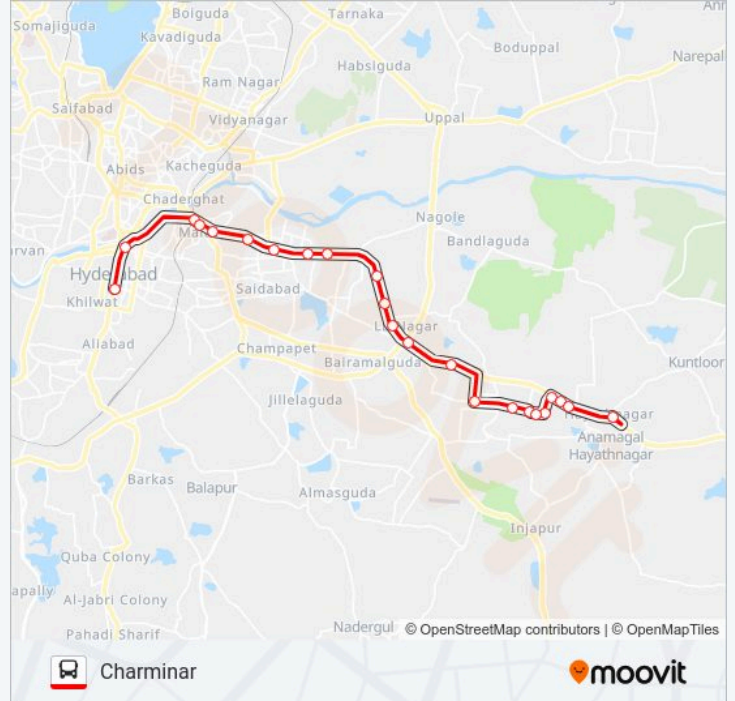 Boiguda
Somajiguda
Tarnaka
Kavadiguda
Boduppal
Narepal
Habsiguda
Ram Nagar
Saifabad
Vidyanagar
Uppal
Abids
Kacheguda
Chaderghat
Nagole
Mal
Bandlaguda
Hyderabad
Khilwat
Saidabad
Aliabad
Champapet
Bairamalguda
Kuntloor
Jillelaguda
Anamagal
Hayathnagar
Barkas
Balapur
Almasguda
Injapur
Quba Colony
apally
Al-Jabri Colony
Pahadi Sharif
Nadergul
© OpenStreetMap contributors | © OpenMapTiles
Charminar
moovit